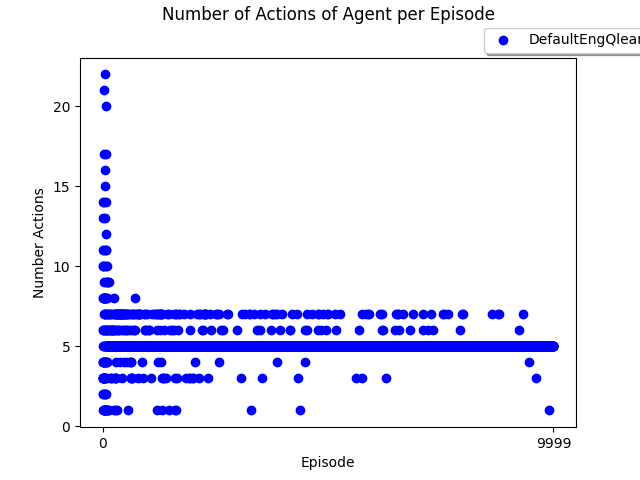 Number of Actions of Agent per Episode
DefaultEngQlear
20
15
10
5
0
Number Actions
0 9999
Episode